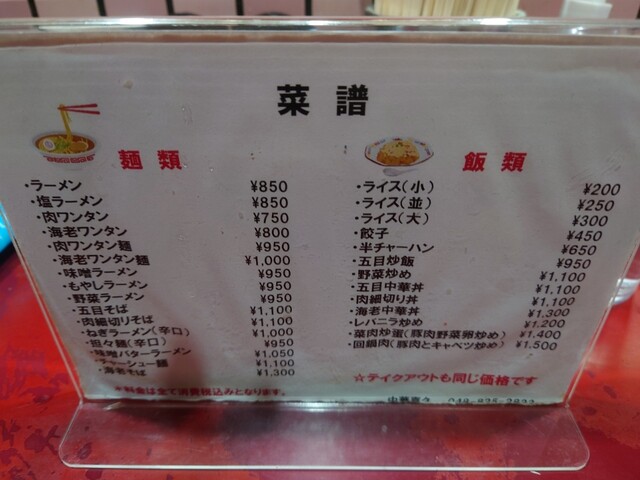 菜譜
麺類
・ラーメン ¥850
・塩ラーメン ¥850
・肉ワンタン ¥750
・海老ワンタン ¥800
・肉ワンタン麺 ¥950
・海老ワンタン麺 ¥1,000
・味噌ラーメン ¥950
・もやしラーメン ¥950
・野菜ラーメン ¥950
・五目そば ¥1,100
・肉細切りそば ¥1,100
・ねぎラーメン(辛口) ¥1,000
・担々麺(辛口) ¥950
・味噌バターラーメン ¥1,050
・チャーシュー麺 ¥1,100
・海老そば ¥1,300
※料金は全て消費税込みとなります。
飯類
・ライス(小) ¥200
・ライス(並) ¥250
・ライス(大) ¥300
・餃子 ¥450
・半チャーハン ¥650
・五目炒飯 ¥950
・野菜炒め ¥1,100
・五目中華丼 ¥1,100
・肉細切り丼 ¥1,100
・海老中華丼 ¥1,300
・レバニラ炒め ¥1,200
・菜肉炒蛋(豚肉野菜卵炒め) ¥1,400
・回鍋肉(豚肉とキャベツ炒め) ¥1,500
☆テイクアウトも同じ価格です